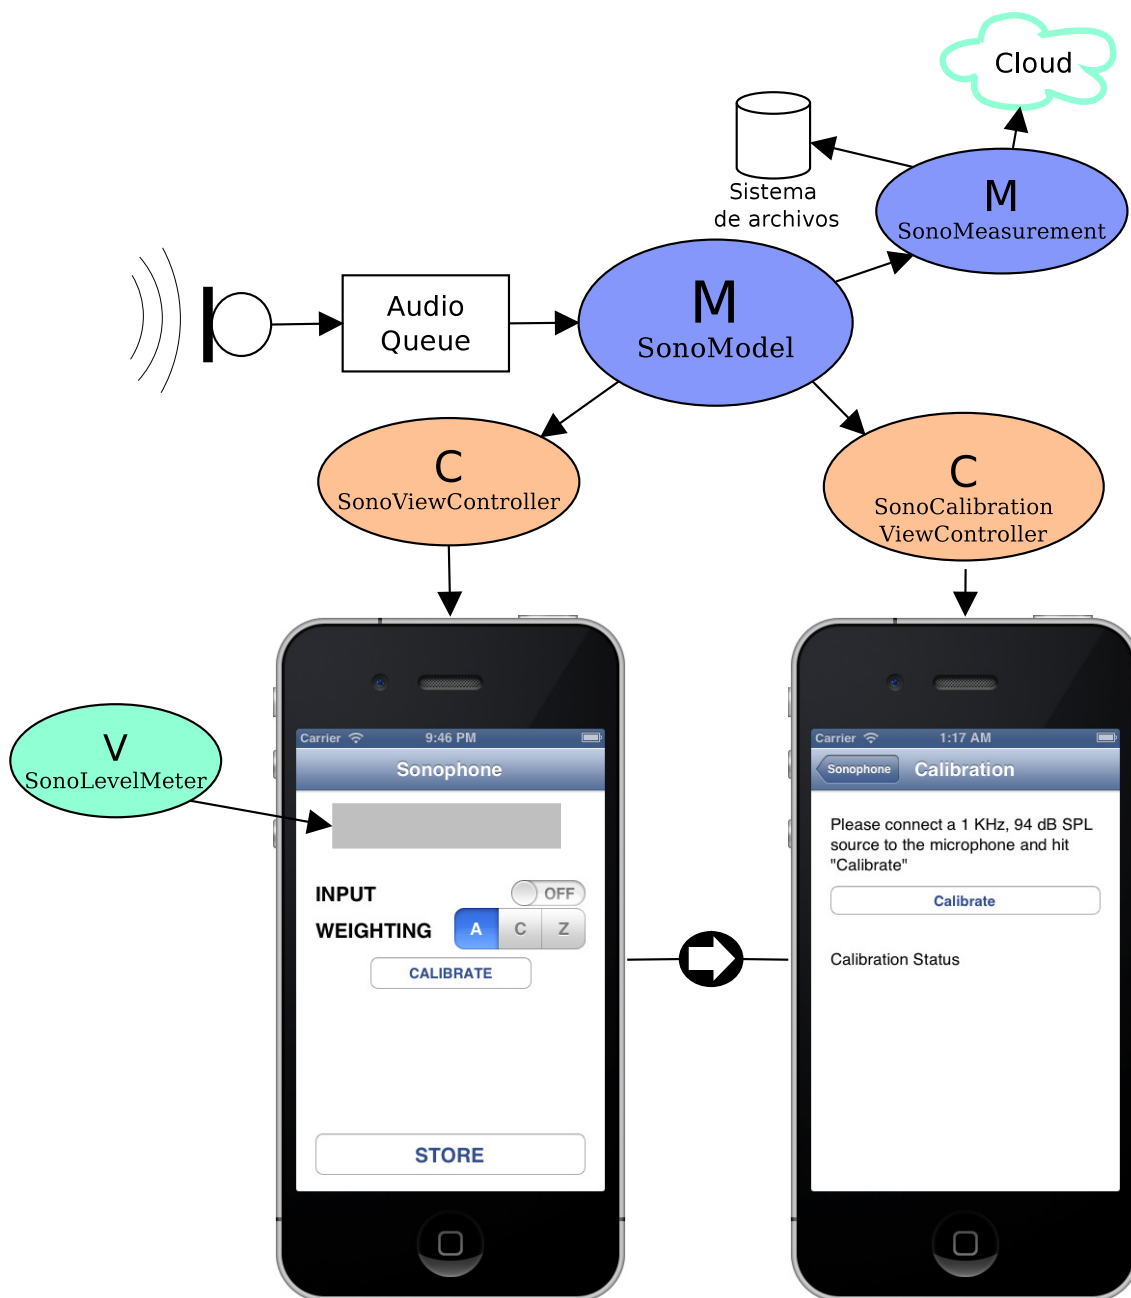 Cloud
Sistema
de archivos
M
SonoMeasurement
Audio
Queue
M
SonoModel
C
SonoViewController
C
SonoCalibration
ViewController
V
SonoLevelMeter
Carrier 9:46 PM
Sonophone
INPUT OFF
WEIGHTING A C Z
CALIBRATE
STORE
Carrier 1:17 AM
Sonophone Calibration
Please connect a 1 KHz, 94 dB SPL
source to the microphone and hit
"Calibrate"
Calibrate
Calibration Status